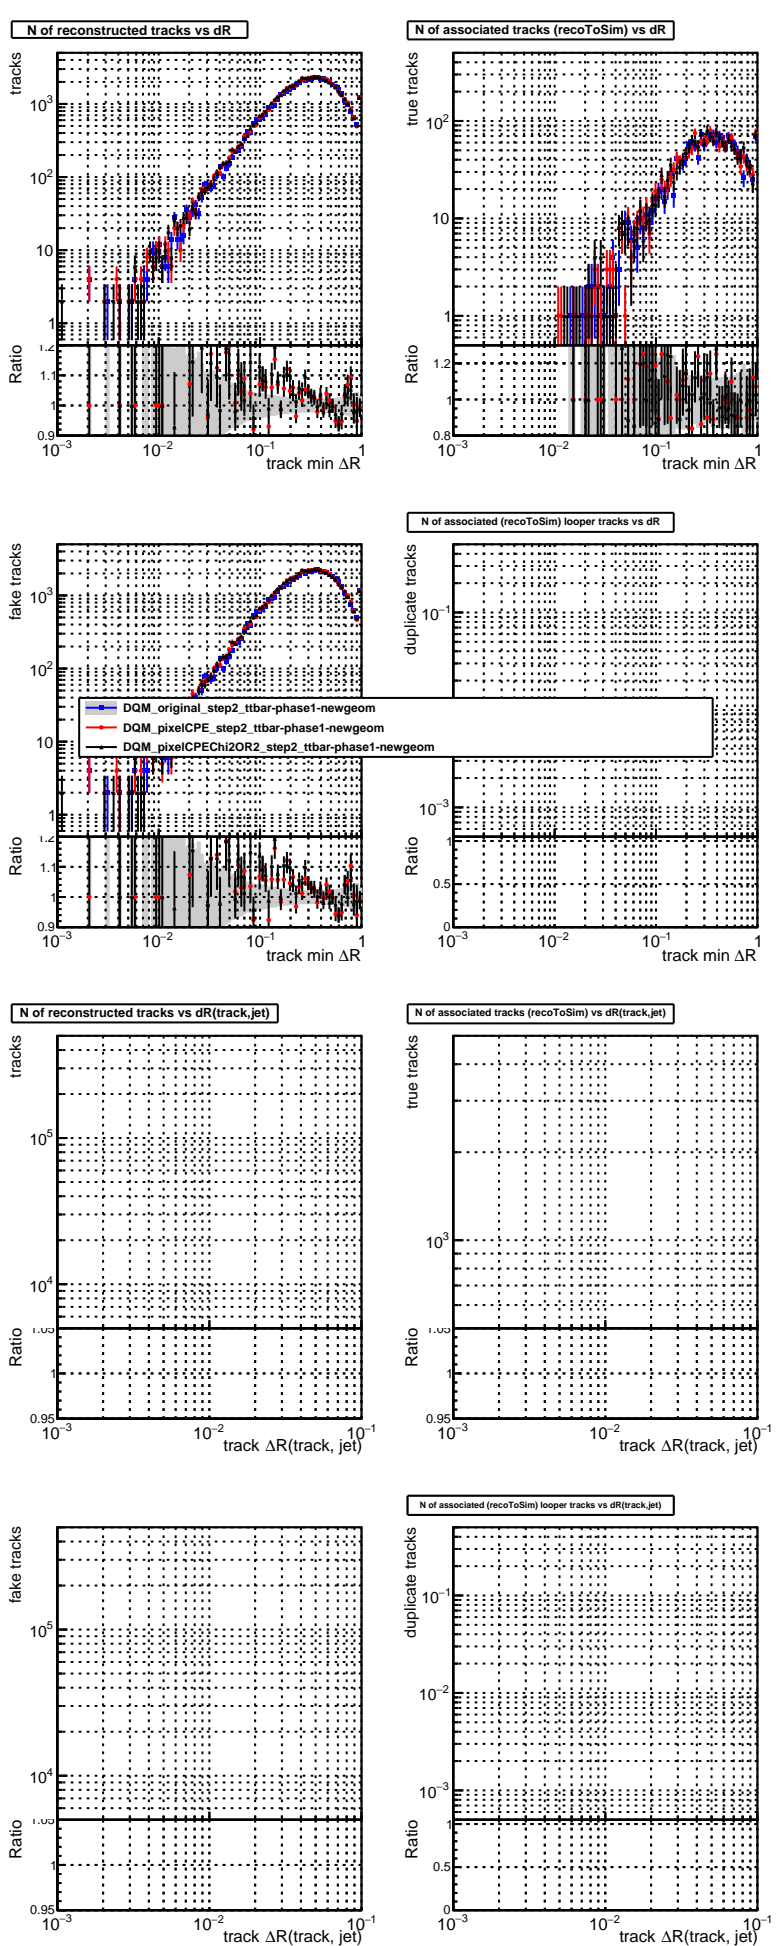 N of reconstructed tracks vs dR
tracks
10³
10²
10
1
Ratio
1.2
1.1
1
0.9
10⁻³
10⁻²
10⁻¹
1
track min ΔR
N of associated tracks (recoToSim) vs dR
true tracks
10²
10
1
Ratio
1.2
1
0.8
10⁻³
10⁻²
10⁻¹
1
track min ΔR
fake tracks
10³
10²
10
1
Ratio
1.2
1.1
1
0.9
10⁻³
10⁻²
10⁻¹
1
track min ΔR
N of associated (recoToSim) looper tracks vs dR
duplicate tracks
10⁻¹
10⁻³
Ratio
1
0.5
0
10⁻³
10⁻²
10⁻¹
1
track min ΔR
DQM_original_step2_ttbar-phase1-newgeom
DQM_pixelCPE_step2_ttbar-phase1-newgeom
DQM_pixelCPEChi2OR2_step2_ttbar-phase1-newgeom
N of reconstructed tracks vs dR(track,jet)
tracks
10⁵
10⁴
Ratio
1.05
1
0.95
10⁻³
10⁻²
10⁻¹
track ΔR(track, jet)
N of associated tracks (recoToSim) vs dR(track,jet)
true tracks
10³
Ratio
1.05
1
0.95
10⁻³
10⁻²
10⁻¹
track ΔR(track, jet)
fake tracks
10⁵
10⁴
Ratio
1.05
1
0.95
10⁻³
10⁻²
10⁻¹
track ΔR(track, jet)
N of associated (recoToSim) looper tracks vs dR(track,jet)
duplicate tracks
10⁻¹
10⁻²
10⁻³
Ratio
1
0.5
0
10⁻³
10⁻²
10⁻¹
track ΔR(track, jet)